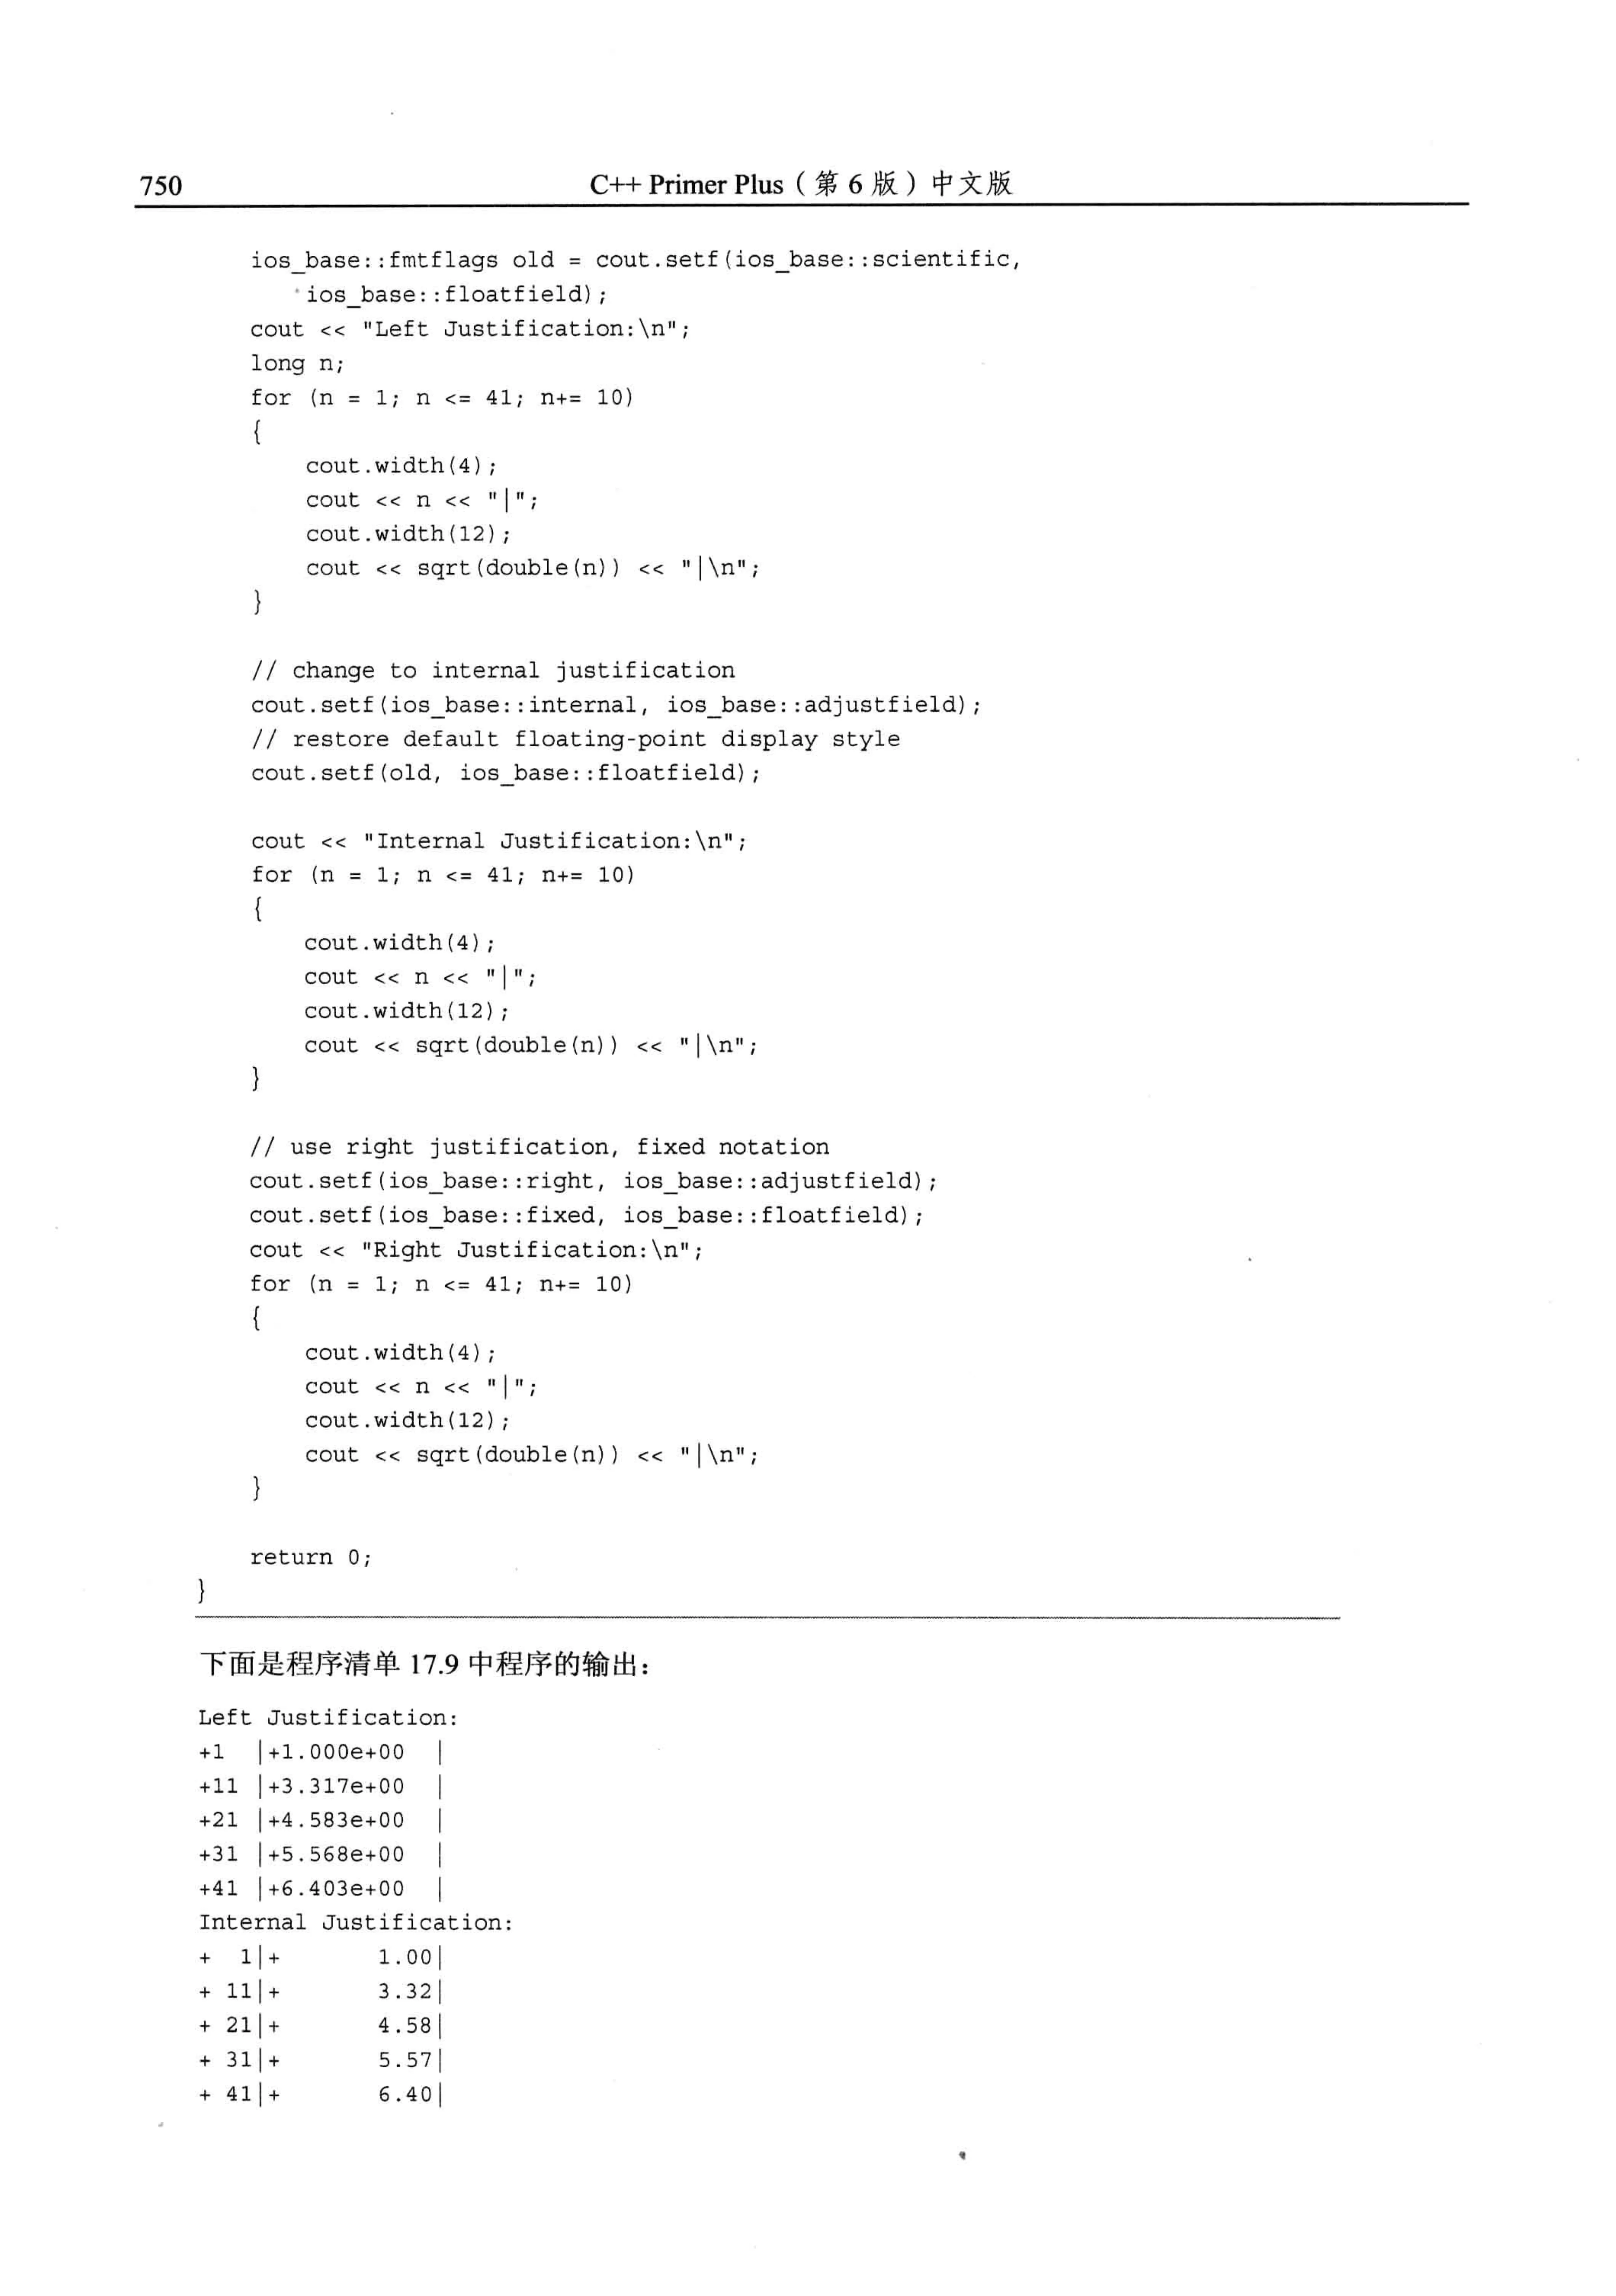 750
C++ Primer Plus（第 6 版）中文版
    ios_base::fmtflags old = cout.setf(ios_base::scientific,
        ios_base::floatfield);
    cout << "Left Justification:\n";
    long n;
    for (n = 1; n <= 41; n+= 10)
    {
        cout.width(4);
        cout << n << "|";
        cout.width(12);
        cout << sqrt(double(n)) << "|\n";
    }
    // change to internal justification
    cout.setf(ios_base::internal, ios_base::adjustfield);
    // restore default floating-point display style
    cout.setf(old, ios_base::floatfield);
    cout << "Internal Justification:\n";
    for (n = 1; n <= 41; n+= 10)
    {
        cout.width(4);
        cout << n << "|";
        cout.width(12);
        cout << sqrt(double(n)) << "|\n";
    }
    // use right justification, fixed notation
    cout.setf(ios_base::right, ios_base::adjustfield);
    cout.setf(ios_base::fixed, ios_base::floatfield);
    cout << "Right Justification:\n";
    for (n = 1; n <= 41; n+= 10)
    {
        cout.width(4);
        cout << n << "|";
        cout.width(12);
        cout << sqrt(double(n)) << "|\n";
    }
    return 0;
}
下面是程序清单 17.9 中程序的输出：
Left Justification:
+1  |+1.000e+00  |
+11 |+3.317e+00  |
+21 |+4.583e+00  |
+31 |+5.568e+00  |
+41 |+6.403e+00  |
Internal Justification:
+  1|+       1.00|
+ 11|+       3.32|
+ 21|+       4.58|
+ 31|+       5.57|
+ 41|+       6.40|